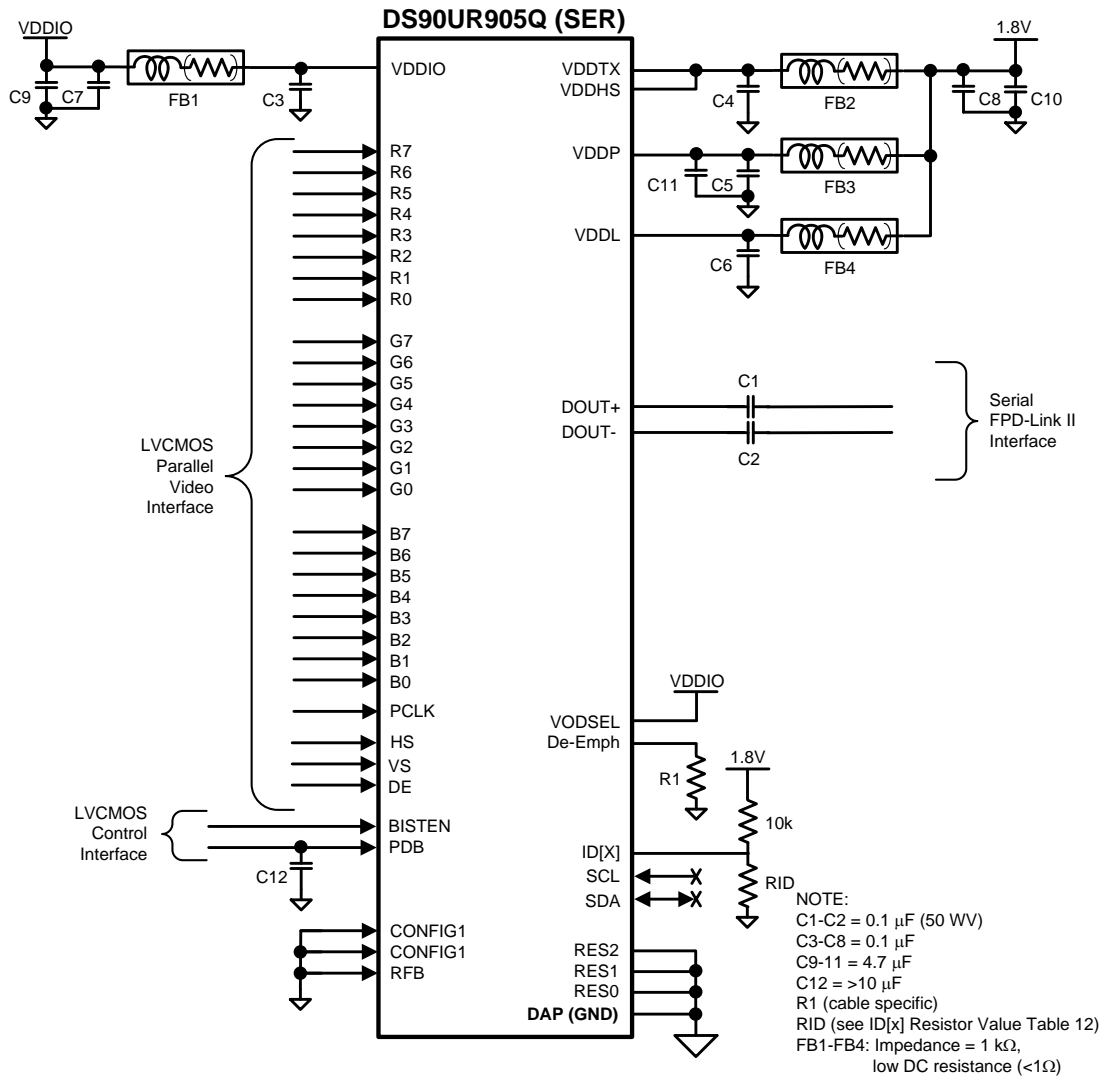 DS90UR905Q (SER)
VDDIO
C9
C7
FB1
C3
VDDIO
VDDTX
VDDHS
C4
FB2
1.8V
C8
C10
VDDP
C11
C5
FB3
VDDL
C6
FB4
R7
R6
R5
R4
R3
R2
R1
R0
G7
G6
G5
G4
G3
G2
G1
G0
B7
B6
B5
B4
B3
B2
B1
B0
PCLK
HS
VS
DE
LVCMOS
Parallel
Video
Interface
DOUT+
DOUT-
C1
C2
Serial
FPD-Link II
Interface
LVCMOS
Control
Interface
BISTEN
PDB
C12
CONFIG1
CONFIG1
RFB
VDDIO
VODSEL
De-Emph
R1
1.8V
10k
ID[X]
RID
SCL
SDA
RES2
RES1
RES0
DAP (GND)
NOTE:
C1-C2 = 0.1 μF (50 WV)
C3-C8 = 0.1 μF
C9-11 = 4.7 μF
C12 = >10 μF
R1 (cable specific)
RID (see ID[x] Resistor Value Table 12)
FB1-FB4: Impedance = 1 kΩ,
low DC resistance (<1Ω)